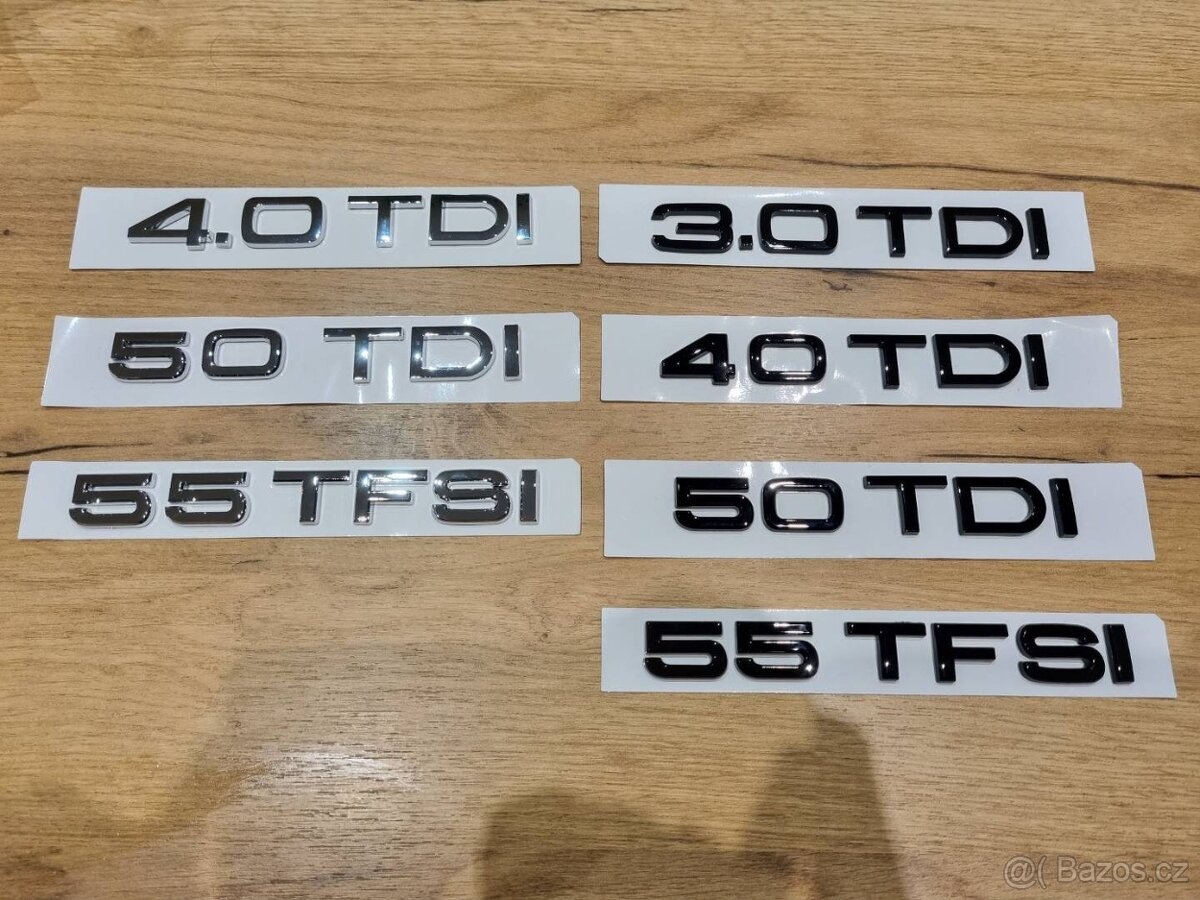 4.0 TDI
3.0 TDI
50 TDI
40 TDI
55 TFSI
50 TDI
55 TFSI
@( Bazos.cz